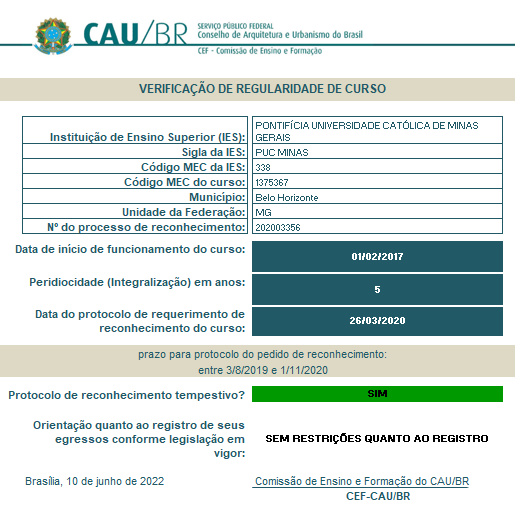 CAU/BR
SERVIÇO PÚBLICO FEDERAL
Conselho de Arquitetura e Urbanismo do Brasil
CEF - Comissão de Ensino e Formação
VERIFICAÇÃO DE REGULARIDADE DE CURSO
Instituição de Ensino Superior (IES): PONTIFÍCIA UNIVERSIDADE CATÓLICA DE MINAS
GERAIS
Sigla da IES: PUC MINAS
Código MEC da IES: 338
Código MEC do curso: 1375367
Município: Belo Horizonte
Unidade da Federação: MG
Nº do processo de reconhecimento: 202003356
Data de início de funcionamento do curso: 01/02/2017
Peridiocidade (Integralização) em anos: 5
Data do protocolo de requerimento de
reconhecimento do curso: 26/03/2020
prazo para protocolo do pedido de reconhecimento:
entre 3/8/2019 e 1/11/2020
Protocolo de reconhecimento tempestivo? SIM
Orientação quanto ao registro de seus
egressos conforme legislação em
vigor: SEM RESTRIÇÕES QUANTO AO REGISTRO
Brasília, 10 de junho de 2022
Comissão de Ensino e Formação do CAU/BR
CEF-CAU/BR